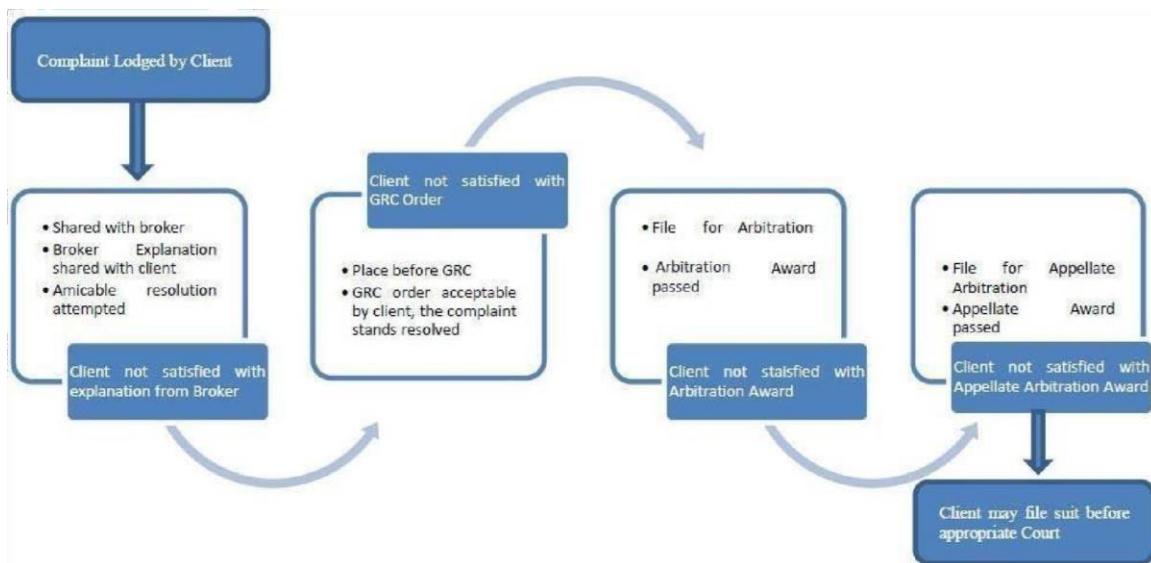 Complaint Lodged by Client
• Shared with broker
• Broker Explanation
shared with client
• Amicable resolution
attempted
Client not satisfied with
explanation from Broker
Client not satisfied with
GRC Order
• Place before GRC
• GRC order acceptable
by client, the complaint
stands resolved
• File for Arbitration
• Arbitration Award
passed
Client not staisfed with
Arbitration Award
• File for Appellate
Arbitration
• Appellate Award
passed
Client not satisfied with
Appellate Arbitration Award
Client may file suit before
appropriate Court